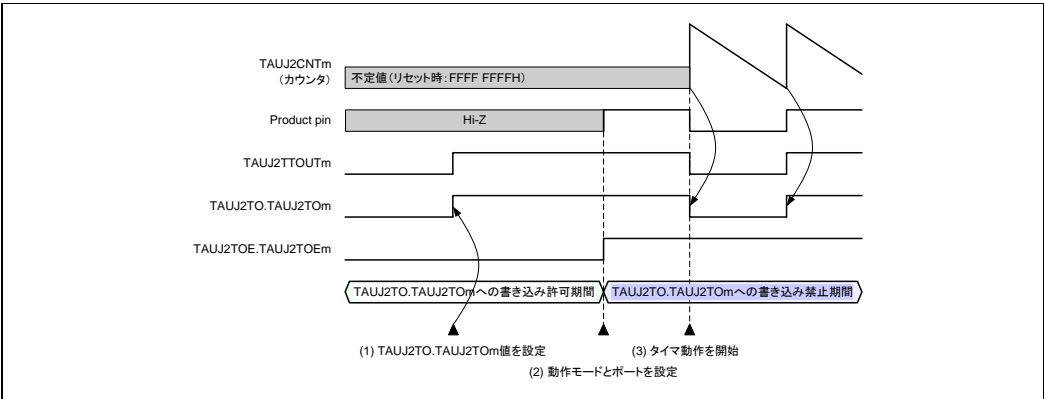 TAUJ2CNTm
(カウンタ)
不定値(リセット時:FFFF FFFFH)
Product pin
Hi-Z
TAUJ2TTOUTm
TAUJ2TO.TAUJ2TOm
TAUJ2TOE.TAUJ2TOEm
TAUJ2TO.TAUJ2TOmへの書き込み許可期間
TAUJ2TO.TAUJ2TOmへの書き込み禁止期間
(1) TAUJ2TO.TAUJ2TOm値を設定
(3) タイマ動作を開始
(2) 動作モードとポートを設定